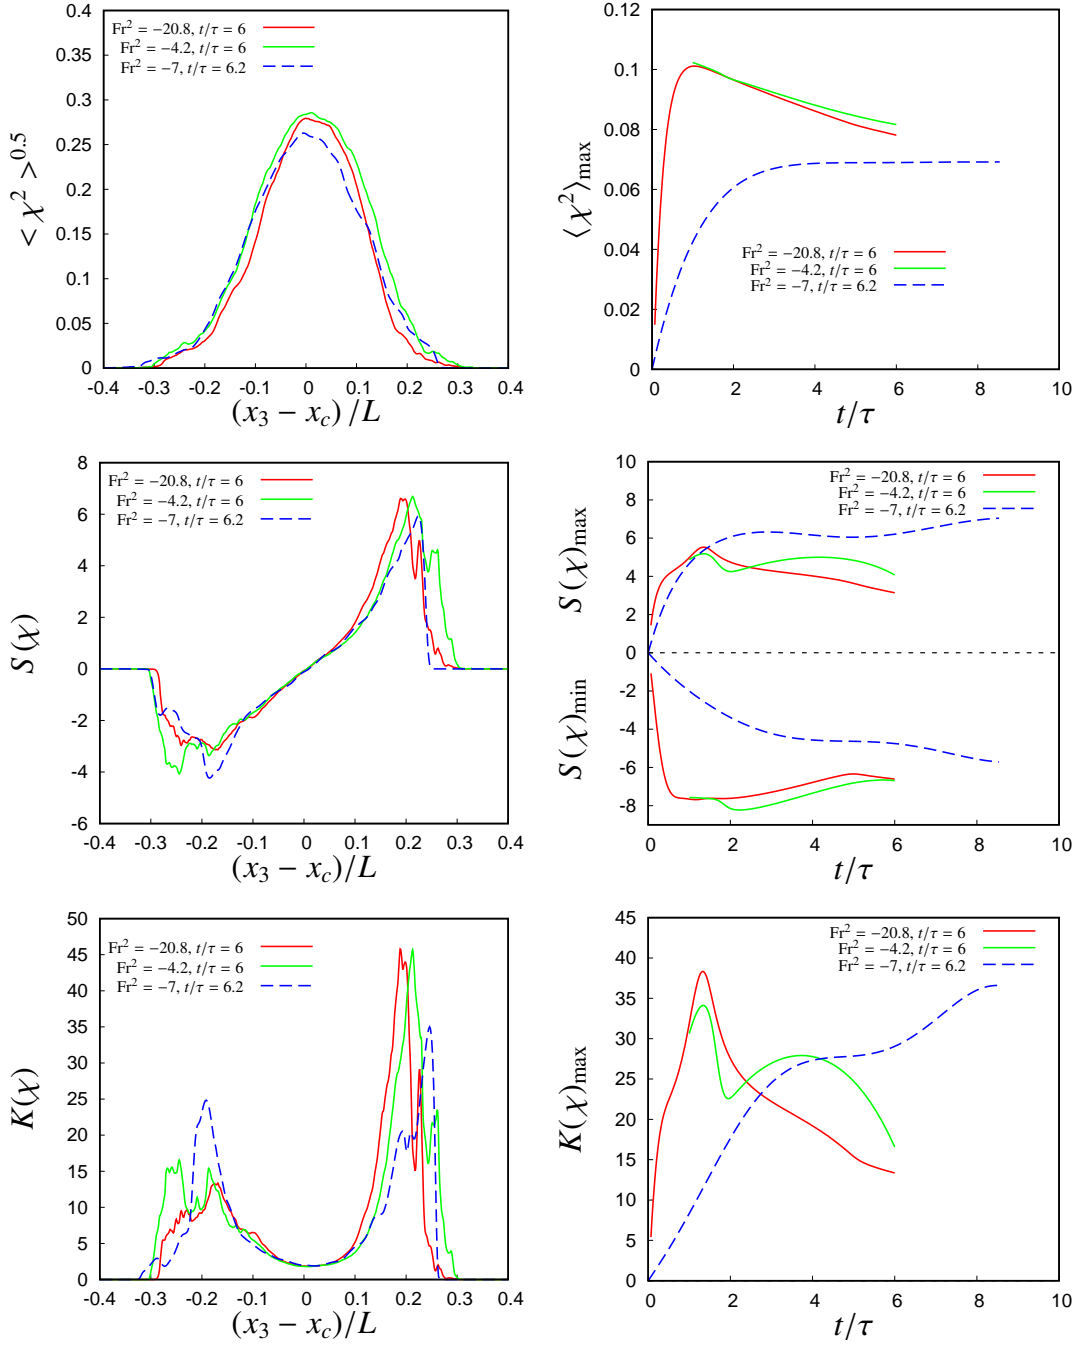 0.4
0.35
0.3
0.25
0.2
0.15
0.1
0.05
0
< χ² >^0.5
Fr² = −20.8, t/τ = 6
Fr² = −4.2, t/τ = 6
Fr² = −7, t/τ = 6.2
-0.4 -0.3 -0.2 -0.1 0 0.1 0.2 0.3 0.4
(x₃ − x_c) /L
0.12
0.1
0.08
0.06
0.04
0.02
0
⟨χ²⟩max
Fr² = −20.8, t/τ = 6
Fr² = −4.2, t/τ = 6
Fr² = −7, t/τ = 6.2
0 2 4 6 8 10
t/τ
8
6
4
2
0
-2
-4
-6
S(χ)
Fr² = −20.8, t/τ = 6
Fr² = −4.2, t/τ = 6
Fr² = −7, t/τ = 6.2
-0.4 -0.3 -0.2 -0.1 0 0.1 0.2 0.3 0.4
(x₃ − x_c)/L
10
8
6
4
2
0
-2
-4
-6
-8
S(χ)min S(χ)max
Fr² = −20.8, t/τ = 6
Fr² = −4.2, t/τ = 6
Fr² = −7, t/τ = 6.2
0 2 4 6 8 10
t/τ
50
45
40
35
30
25
20
15
10
5
0
K(χ)
Fr² = −20.8, t/τ = 6
Fr² = −4.2, t/τ = 6
Fr² = −7, t/τ = 6.2
-0.4 -0.3 -0.2 -0.1 0 0.1 0.2 0.3 0.4
(x₃ − x_c)/L
45
40
35
30
25
20
15
10
5
0
K(χ)max
Fr² = −20.8, t/τ = 6
Fr² = −4.2, t/τ = 6
Fr² = −7, t/τ = 6.2
0 2 4 6 8 10
t/τ